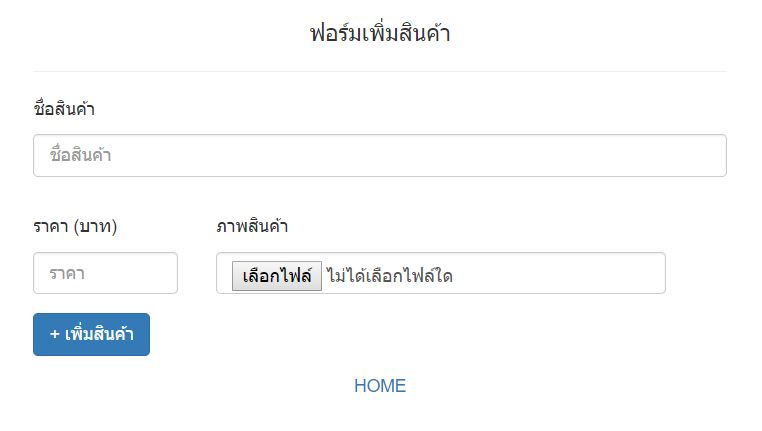 ฟอร์มเพิ่มสินค้า
ชื่อสินค้า
ชื่อสินค้า
ราคา (บาท) ภาพสินค้า
ราคา เลือกไฟล์ ไม่ได้เลือกไฟล์ใด
+ เพิ่มสินค้า
HOME